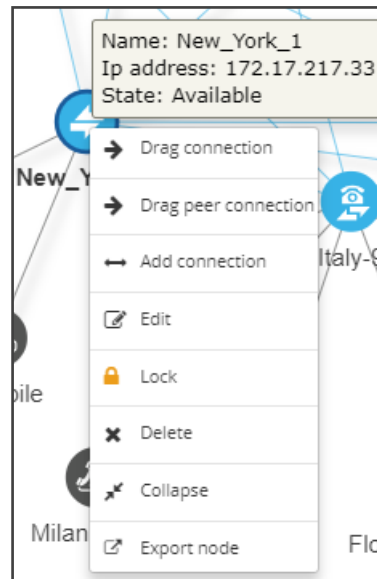 Name: New_York_1
Ip address: 172.17.217.33
State: Available
Drag connection
New_Y
Drag peer connection
Add connection
Italy-9
Edit
Lock
bile
Delete
Collapse
Milan
Export node
Flo